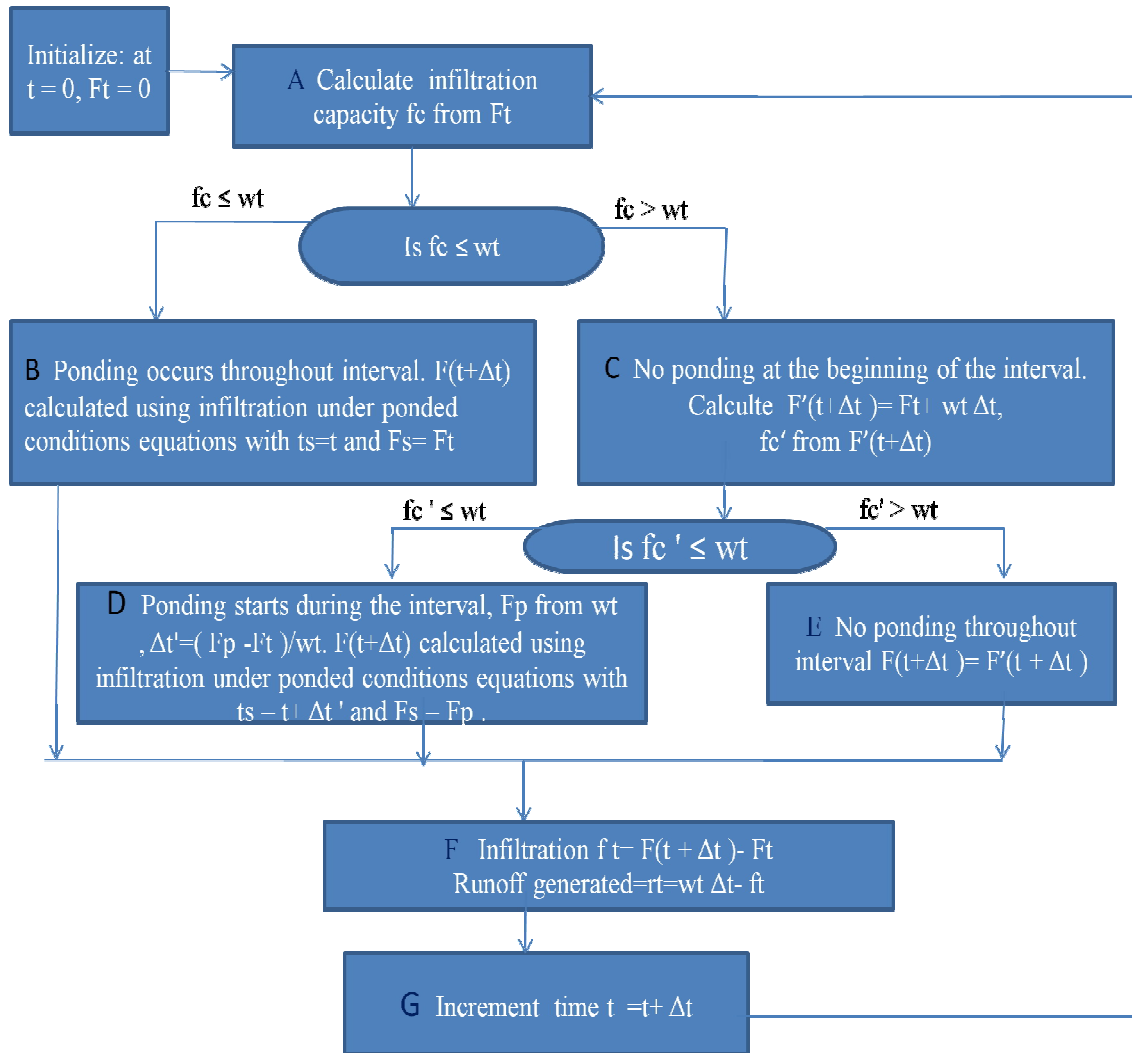 Initialize: at
t = 0, Ft = 0
A Calculate infiltration
capacity fc from Ft
fc ≤ wt
fc > wt
Is fc ≤ wt
B Ponding occurs throughout interval. F(t+Δt)
calculated using infiltration under ponded
conditions equations with ts=t and Fs= Ft
C No ponding at the beginning of the interval.
Calculte F'(t+Δt )= Ft+ wt Δt,
fc' from F'(t+Δt)
fc ' ≤ wt
fc' > wt
Is fc ' ≤ wt
D Ponding starts during the interval, Fp from wt
, Δt'=( Fp -Ft )/wt. F(t+Δt) calculated using
infiltration under ponded conditions equations with
ts = t+ Δt ' and Fs = Fp .
E No ponding throughout
interval F(t+Δt )= F'(t + Δt )
F Infiltration f t= F(t + Δt )- Ft
Runoff generated=rt=wt Δt- ft
G Increment time t =t+ Δt